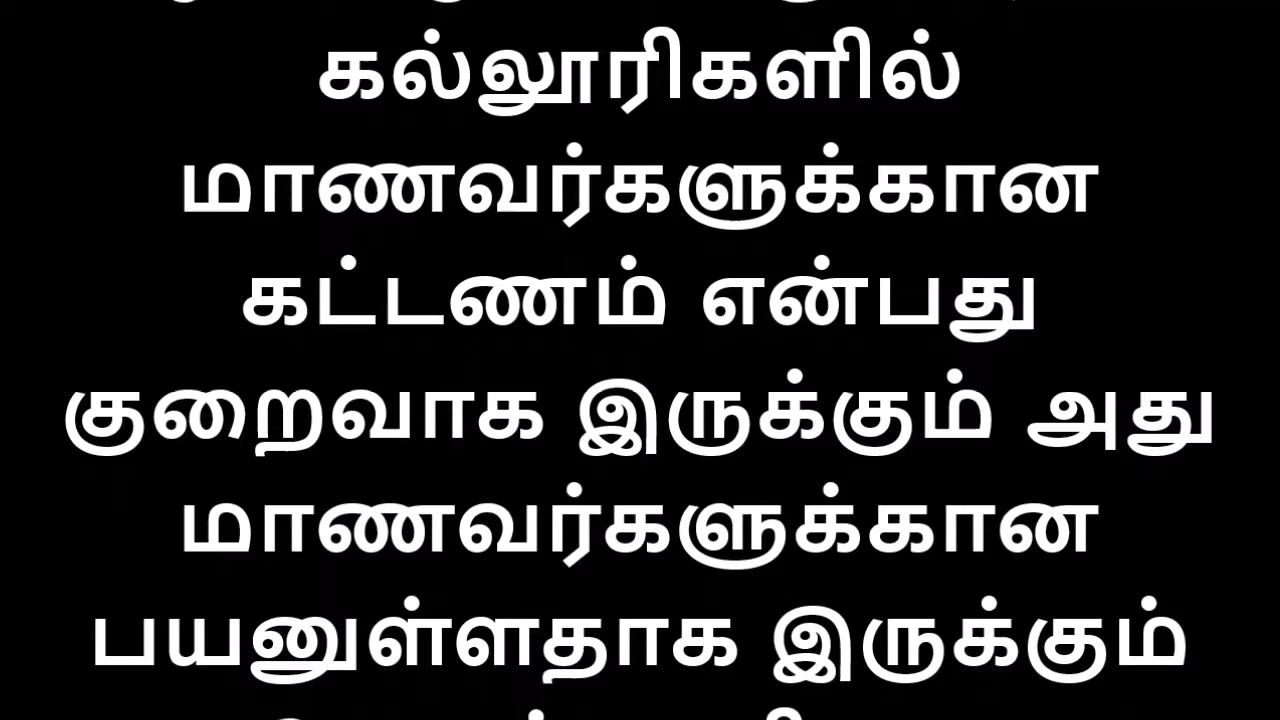 கல்லூரிகளில்
மாணவர்களுக்கான
கட்டணம் என்பது
குறைவாக இருக்கும் அது
மாணவர்களுக்கான
பயனுள்ளதாக இருக்கும்